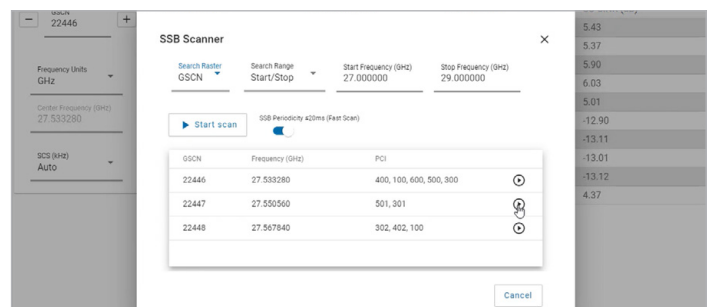 GSCN
22446
Frequency Units
GHz
Center Frequency (GHz)
27.533280
SCS (kHz)
Auto
SSB Scanner
Search Raster
GSCN
Search Range
Start/Stop
Start Frequency (GHz)
27.000000
Stop Frequency (GHz)
29.000000
Start scan
SSB Periodicity ≤20ms (Fast Scan)
GSCN Frequency (GHz) PCI
22446 27.533280 400, 100, 600, 500, 300
22447 27.550560 501, 301
22448 27.567840 302, 402, 100
Cancel
5.43
5.37
5.90
6.03
5.01
-12.90
-13.11
-13.01
-13.12
4.37